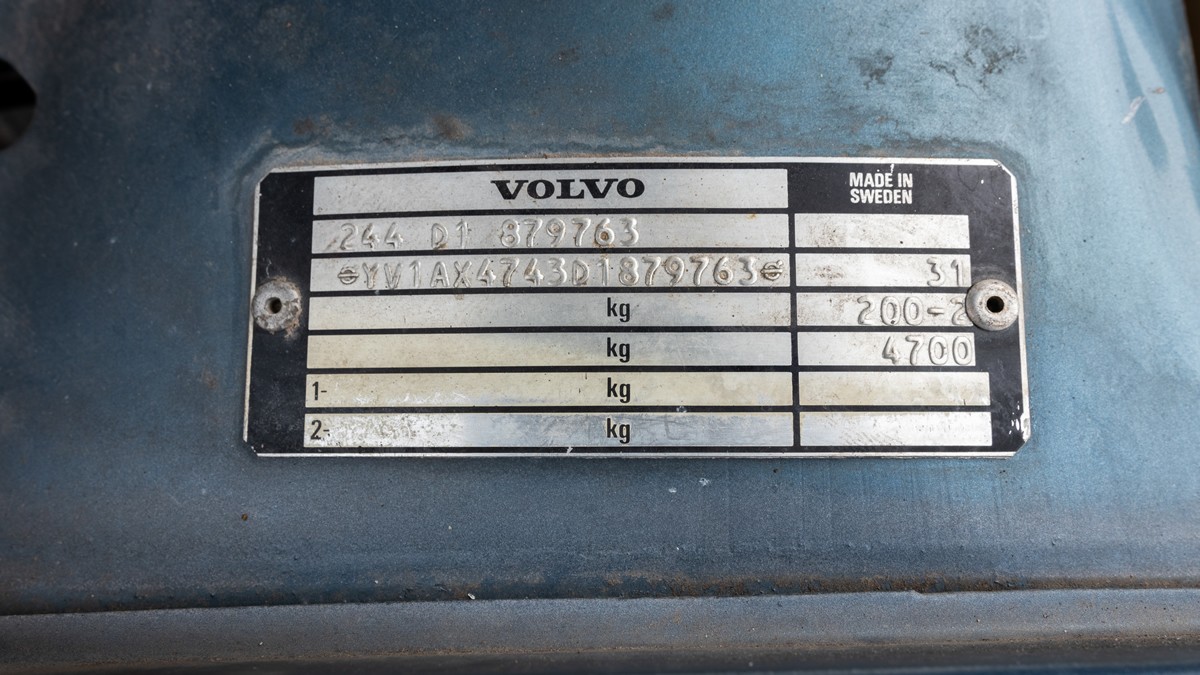 VOLVO
MADE IN
SWEDEN
244 D1 879763
YV1AX4743D1879763
31
kg
200-2
kg
4700
1-
kg
2-
kg